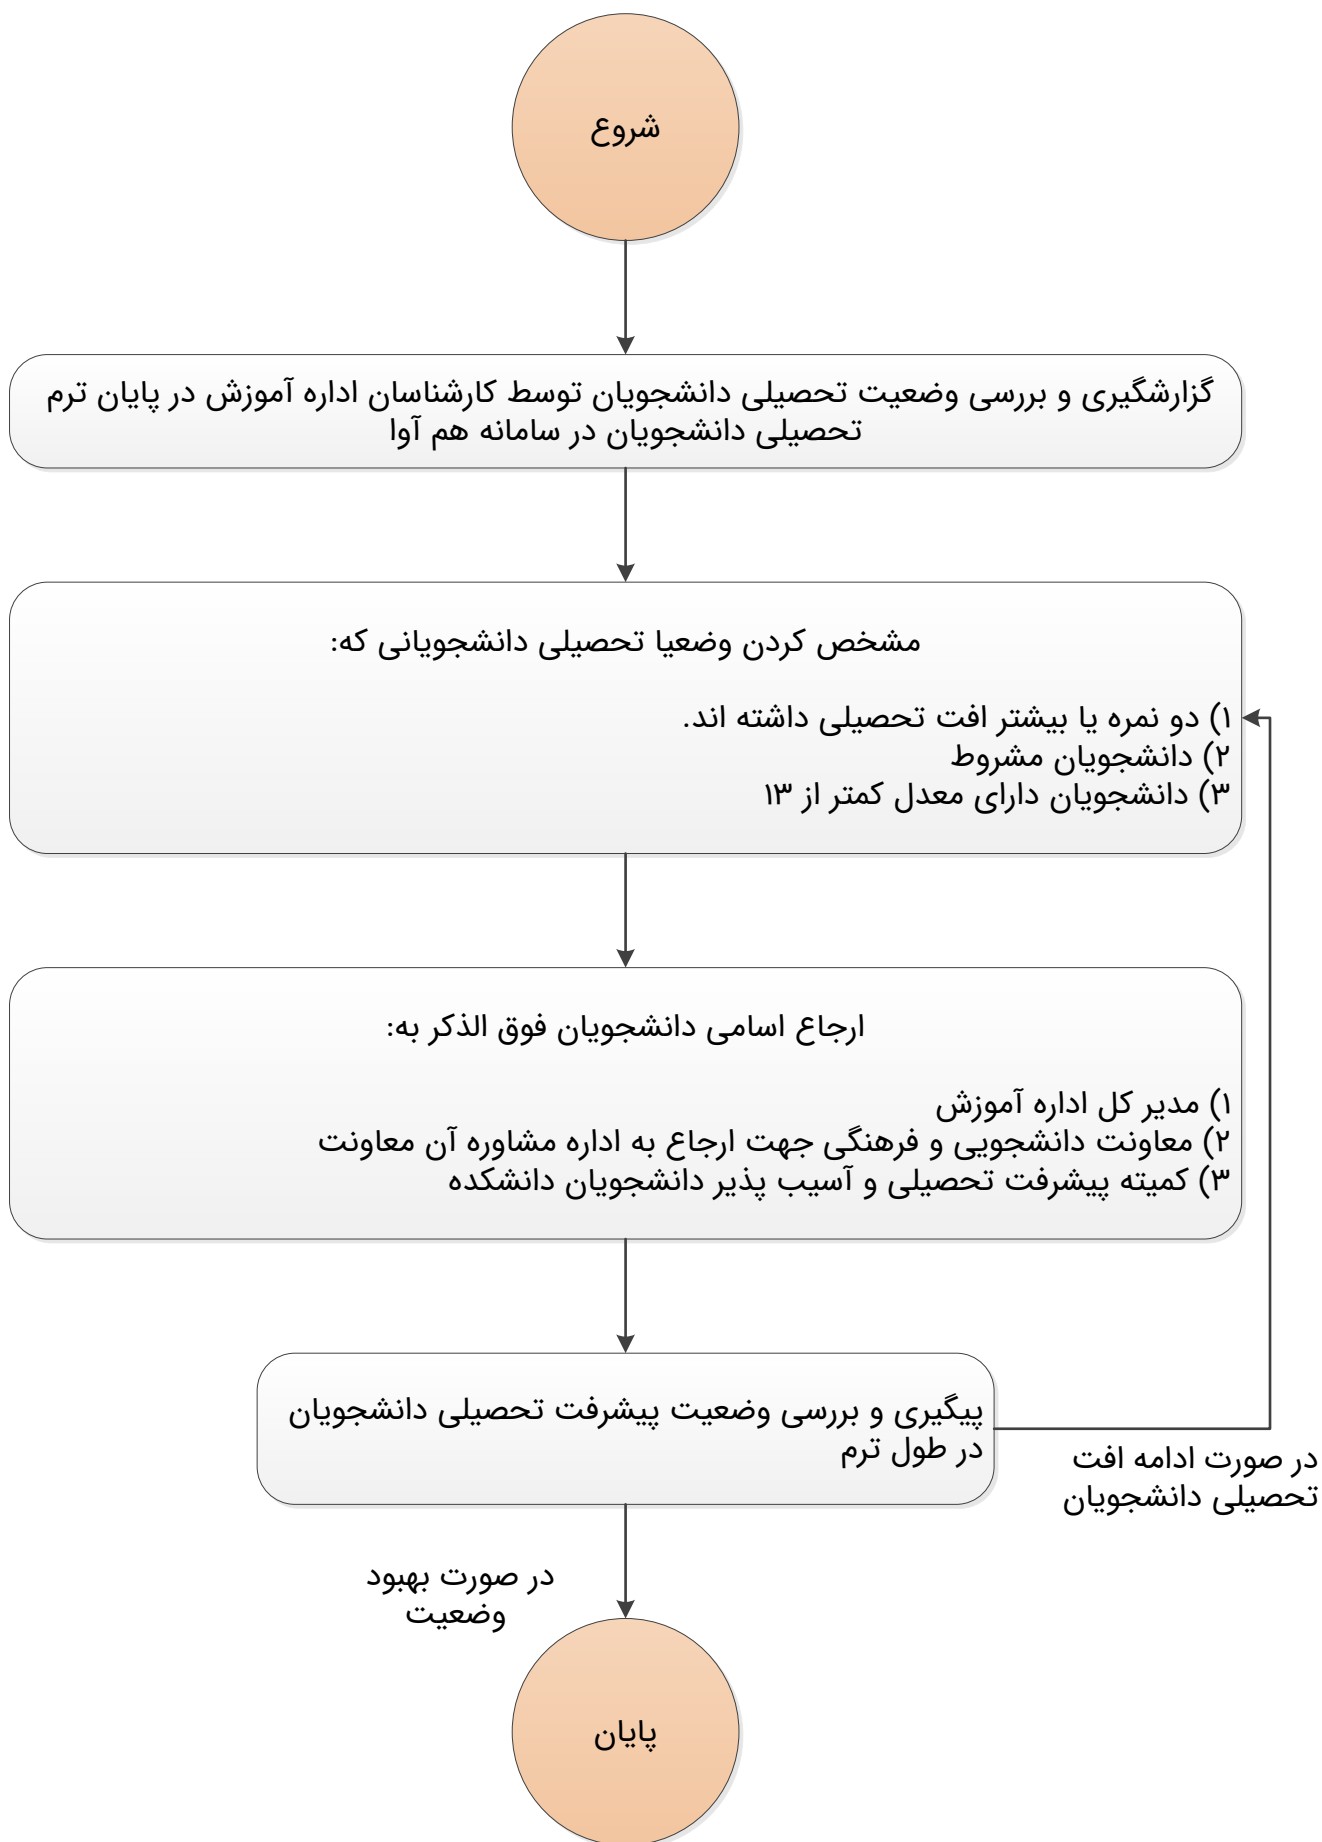 شروع
گزارشگیری و بررسی وضعیت تحصیلی دانشجویان توسط کارشناسان اداره آموزش در پایان ترم
تحصیلی دانشجویان در سامانه هم آوا
مشخص کردن وضعیا تحصیلی دانشجویانی که:
۱) دو نمره یا بیشتر افت تحصیلی داشته اند.
۲) دانشجویان مشروط
۳) دانشجویان دارای معدل کمتر از ۱۳
ارجاع اسامی دانشجویان فوق الذکر به:
۱) مدیر کل اداره آموزش
۲) معاونت دانشجویی و فرهنگی جهت ارجاع به اداره مشاوره آن معاونت
۳) کمیته پیشرفت تحصیلی و آسیب پذیر دانشجویان دانشکده
پیگیری و بررسی وضعیت پیشرفت تحصیلی دانشجویان
در طول ترم
در صورت ادامه افت
تحصیلی دانشجویان
در صورت بهبود
وضعیت
پایان